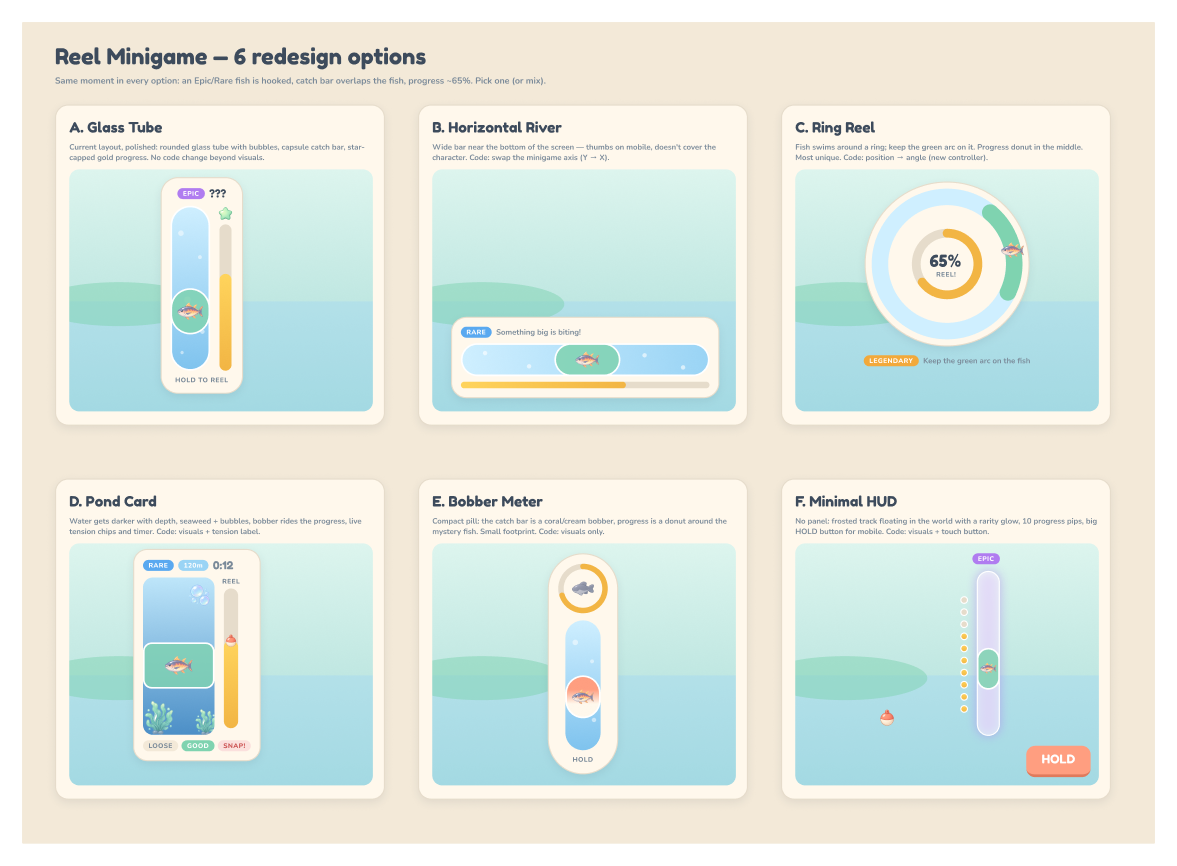 Reel Minigame — 6 redesign options
Same moment in every option: an Epic/Rare fish is hooked, catch bar overlaps the fish, progress ~65%. Pick one (or mix).
A. Glass Tube
Current layout, polished: rounded glass tube with bubbles, capsule catch bar, star-
capped gold progress. No code change beyond visuals.
EPIC ???
HOLD TO REEL
B. Horizontal River
Wide bar near the bottom of the screen — thumbs on mobile, doesn't cover the
character. Code: swap the minigame axis (Y → X).
RARE Something big is biting!
C. Ring Reel
Fish swims around a ring; keep the green arc on it. Progress donut in the middle.
Most unique. Code: position → angle (new controller).
65%
REEL!
LEGENDARY Keep the green arc on the fish
D. Pond Card
Water gets darker with depth, seaweed + bubbles, bobber rides the progress, live
tension chips and timer. Code: visuals + tension label.
RARE 120m 0:12
REEL
LOOSE GOOD SNAP!
E. Bobber Meter
Compact pill: the catch bar is a coral/cream bobber, progress is a donut around the
mystery fish. Small footprint. Code: visuals only.
HOLD
F. Minimal HUD
No panel: frosted track floating in the world with a rarity glow, 10 progress pips, big
HOLD button for mobile. Code: visuals + touch button.
EPIC
HOLD